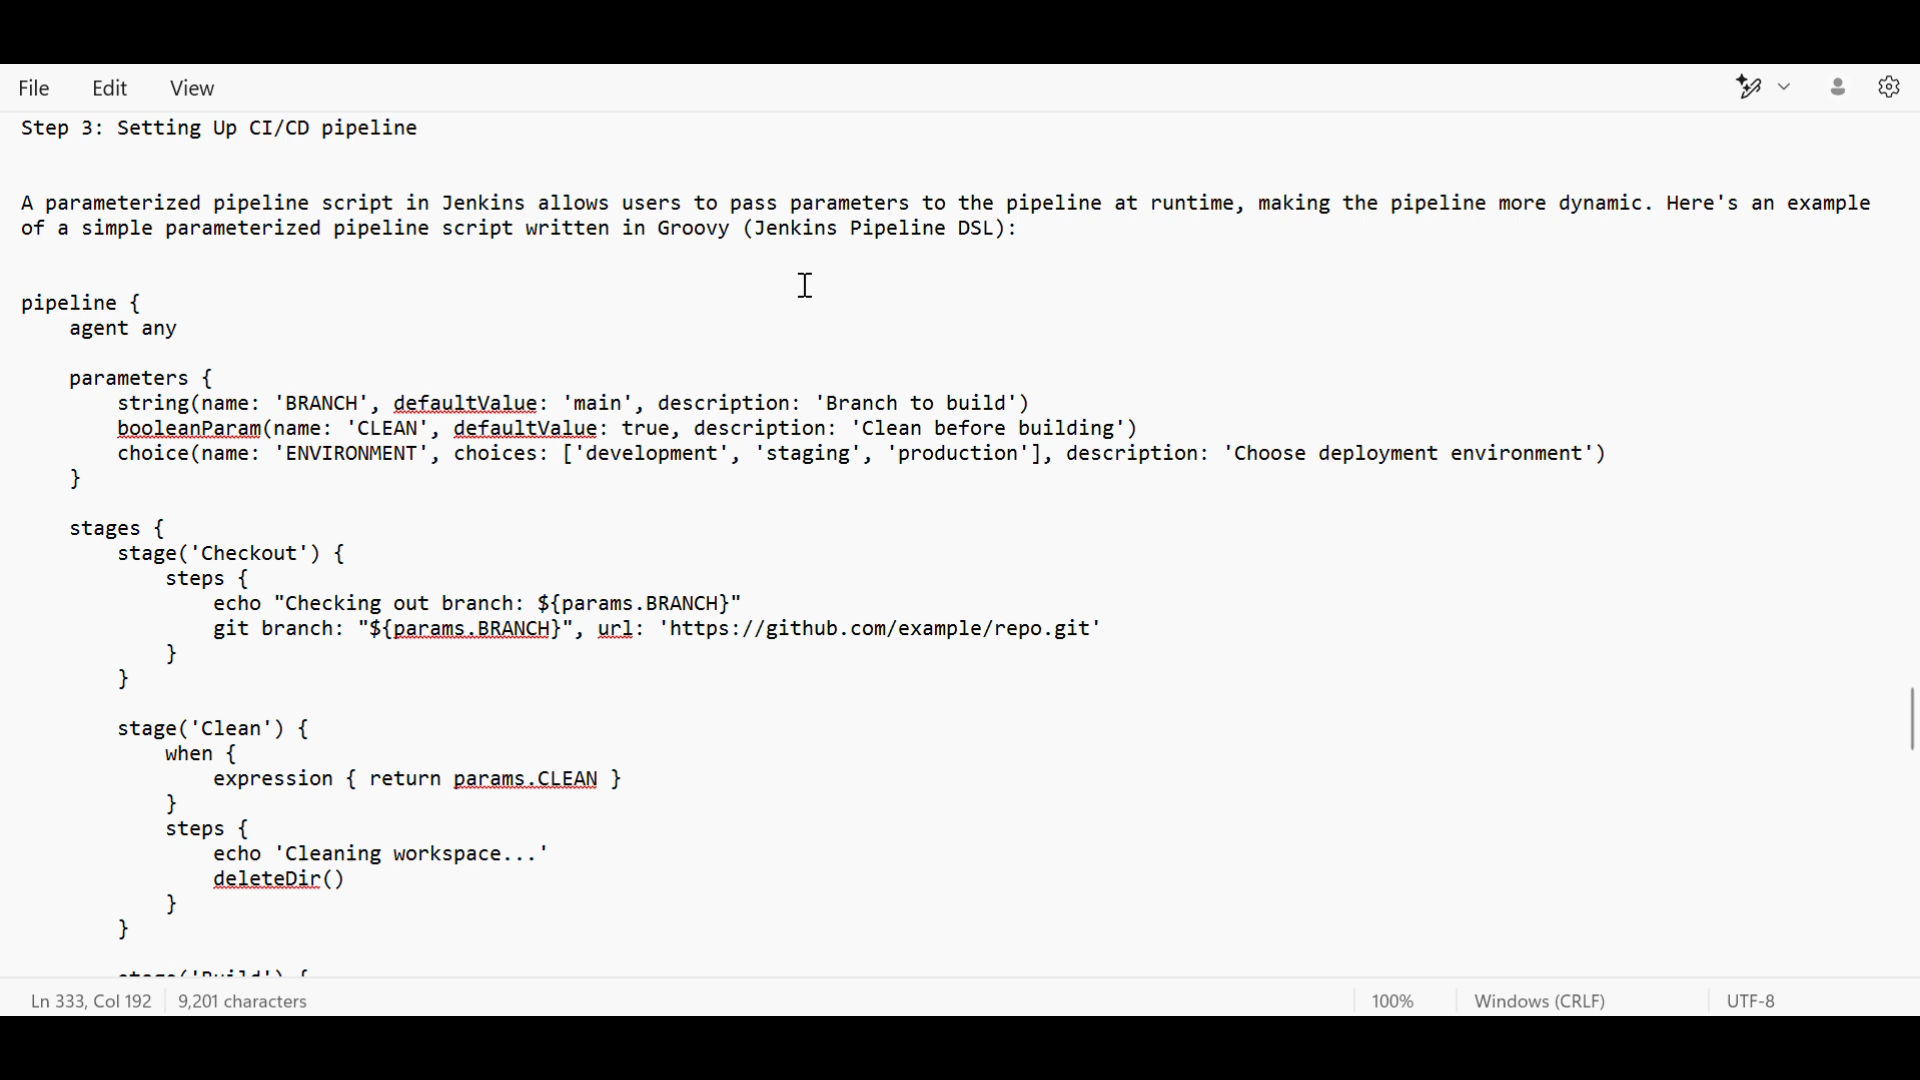 File Edit View
Step 3: Setting Up CI/CD pipeline
A parameterized pipeline script in Jenkins allows users to pass parameters to the pipeline at runtime, making the pipeline more dynamic. Here's an example
of a simple parameterized pipeline script written in Groovy (Jenkins Pipeline DSL):
pipeline {
    agent any
    parameters {
        string(name: 'BRANCH', defaultValue: 'main', description: 'Branch to build')
        booleanParam(name: 'CLEAN', defaultValue: true, description: 'Clean before building')
        choice(name: 'ENVIRONMENT', choices: ['development', 'staging', 'production'], description: 'Choose deployment environment')
    }
    stages {
        stage('Checkout') {
            steps {
                echo "Checking out branch: ${params.BRANCH}"
                git branch: "${params.BRANCH}", url: 'https://github.com/example/repo.git'
            }
        }
        stage('Clean') {
            when {
                expression { return params.CLEAN }
            }
            steps {
                echo 'Cleaning workspace...'
                deleteDir()
            }
        }
        stage('Build') {
Ln 333, Col 192 9,201 characters 100% Windows (CRLF) UTF-8